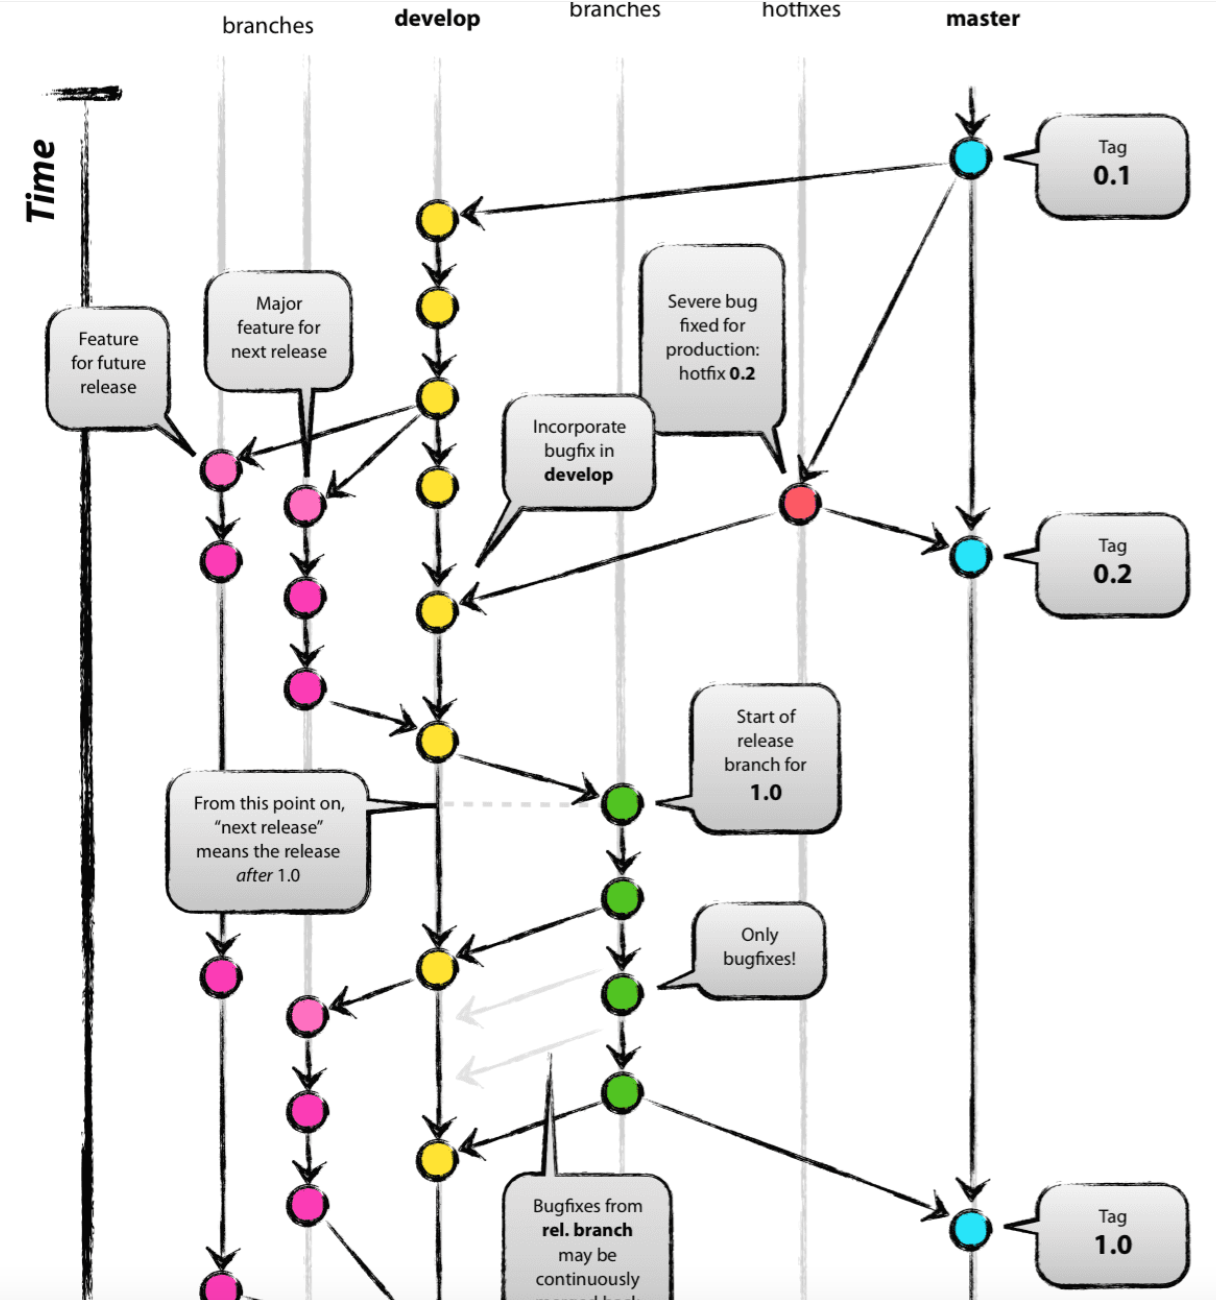 branches
develop
branches
hotfixes
master
Time
Tag
0.1
Major
feature for
next release
Severe bug
fixed for
production:
hotfix 0.2
Feature
for future
release
Incorporate
bugfix in
develop
Tag
0.2
Start of
release
branch for
1.0
From this point on,
“next release”
means the release
after 1.0
Only
bugfixes!
Bugfixes from
rel. branch
may be
continuously
merged back
Tag
1.0